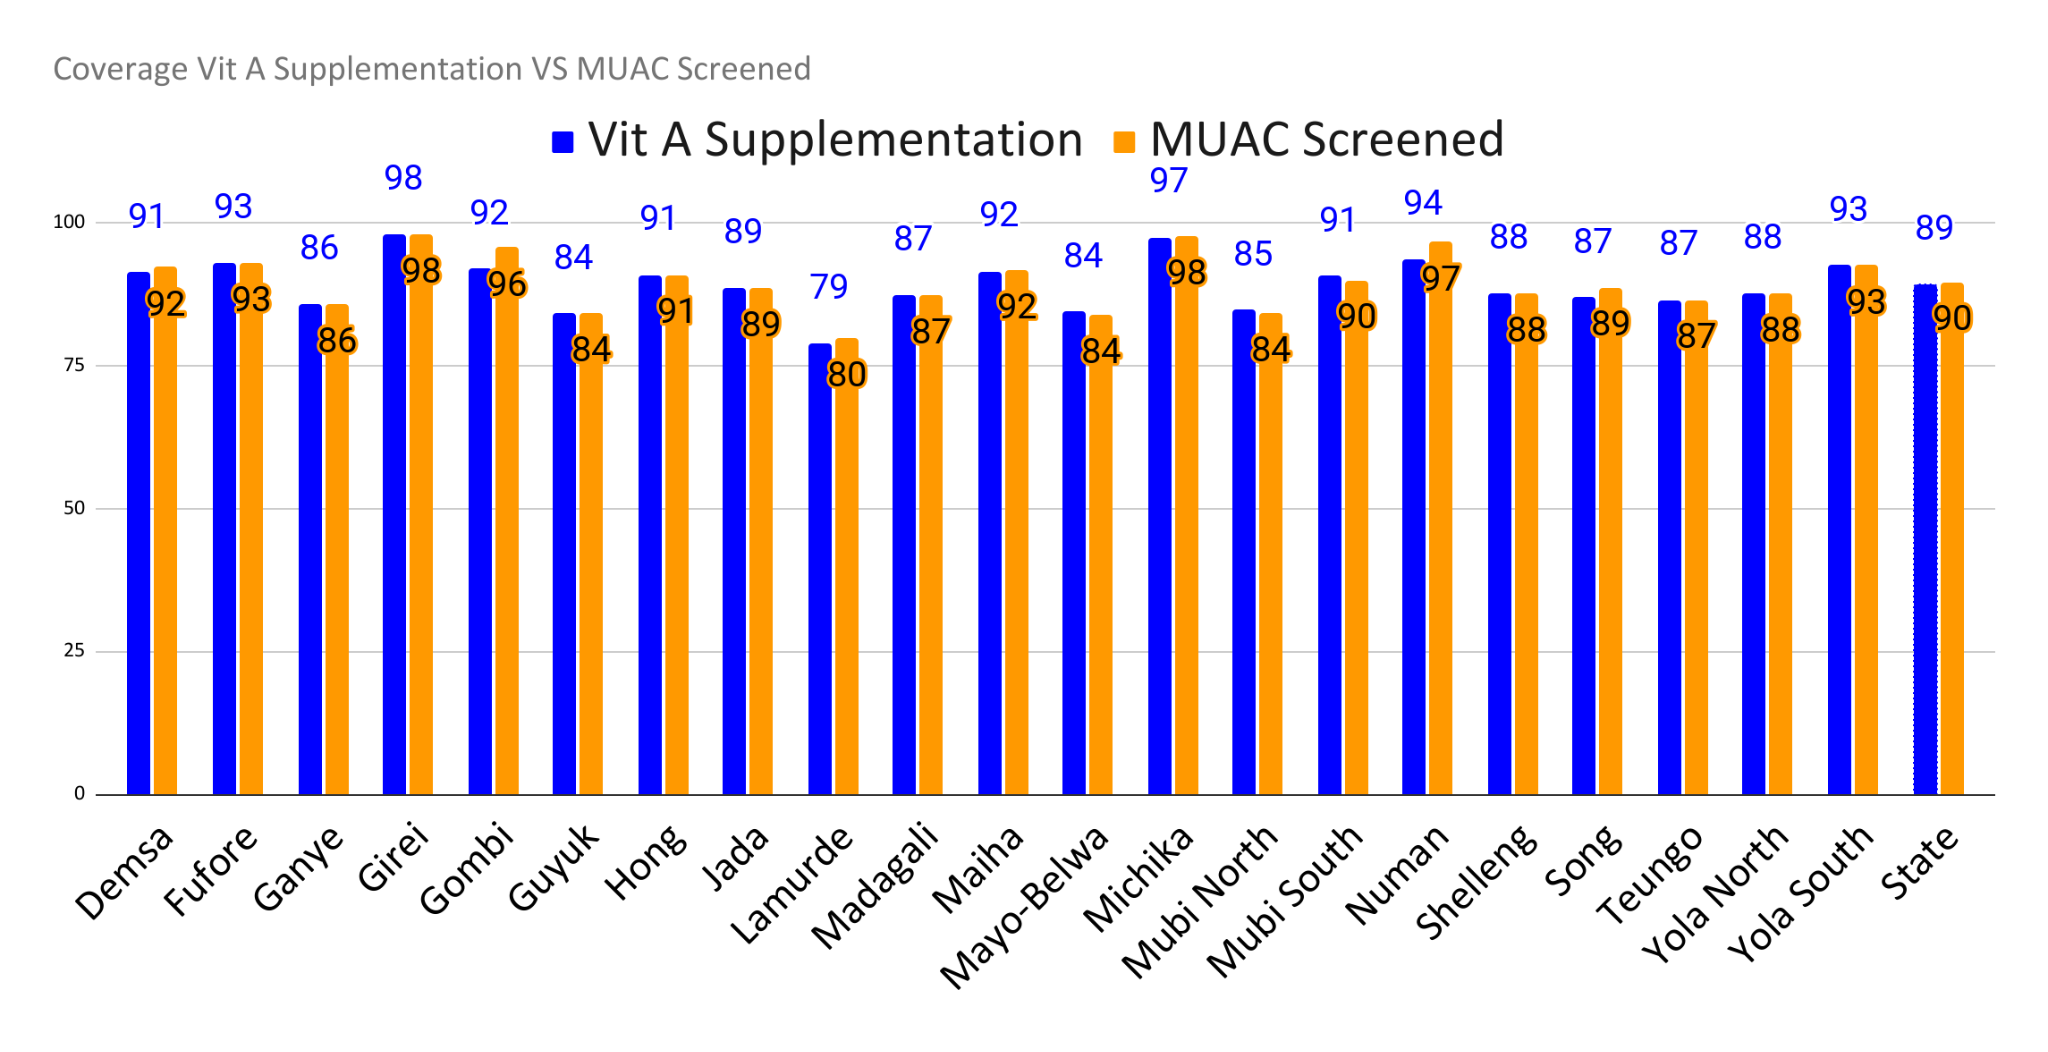 Coverage Vit A Supplementation VS MUAC Screened
Vit A Supplementation MUAC Screened
91 93 86 98 92 84 91 89 79 87 92 84 97 85 91 94 88 87 87 88 93 89
92 93 86 98 96 84 91 89 80 87 92 84 98 84 90 97 88 89 87 88 93 90
100
75
50
25
0
Demsa Fufore Ganye Girei Gombi Guyuk Hong Jada Lamurde Madagali Maiha Mayo-Belwa Michika Mubi North Mubi South Numan Shelleng Song Teungo Yola North Yola South State